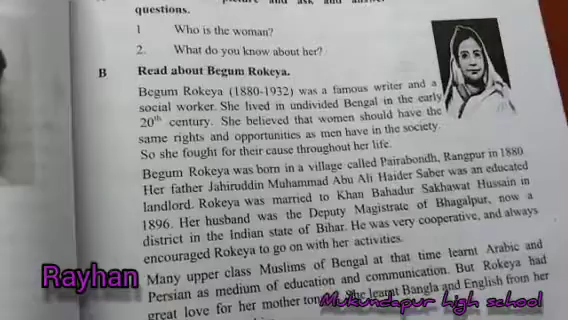 questions.
1 Who is the woman?
2. What do you know about her?
B Read about Begum Rokeya.
Begum Rokeya (1880-1932) was a famous writer and a
social worker. She lived in undivided Bengal in the early
20th century. She believed that women should have the
same rights and opportunities as men have in the society.
So she fought for their cause throughout her life.
Begum Rokeya was born in a village called Pairabondh, Rangpur in 1880
Her father Jahiruddin Muhammad Abu Ali Haider Saber was an educated
landlord. Rokeya was married to Khan Bahadur Sakhawat Hussain in
1896. Her husband was the Deputy Magistrate of Bhagalpur, now a
district in the Indian state of Bihar. He was very cooperative, and always
encouraged Rokeya to go on with her activities.
Many upper class Muslims of Bengal at that time learnt Arabic and
Persian as medium of education and communication. But Rokeya had
great love for her mother learnt Bangla and English from her
Rayhan
Mukundapur high school